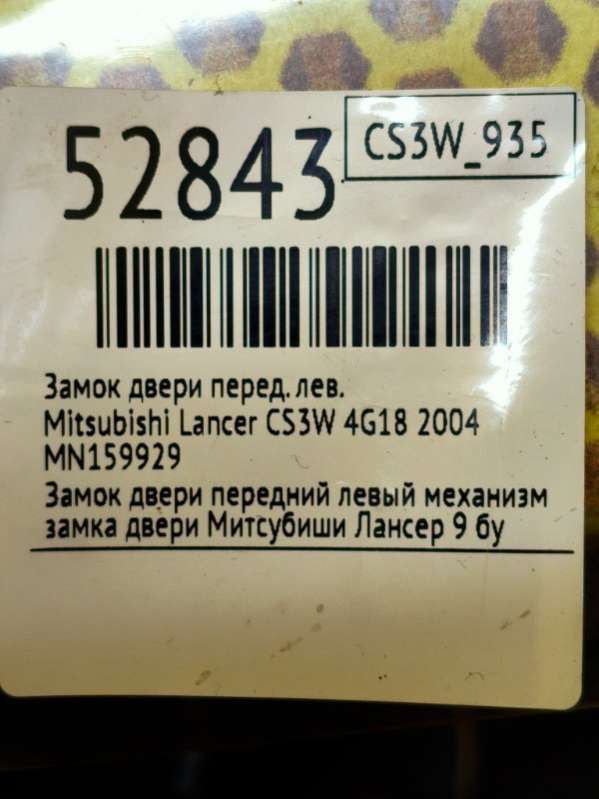 52843
CS3W_935
Замок двери перед. лев.
Mitsubishi Lancer CS3W 4G18 2004
MN159929
Замок двери передний левый механизм
замка двери Митсубиши Лансер 9 бу